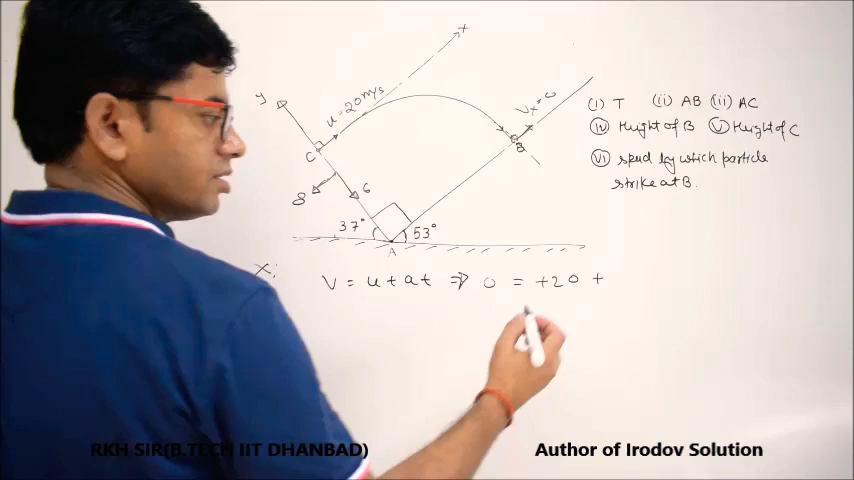 x
y
u = 20 m/s
Vx = 0
C
B
8
6
37°
53°
A
(i) T (ii) AB (iii) AC
(iv) Height of B (v) Height of C
(vi) speed by which particle
strike at B.
X:
V = u + at ⇒ 0 = +20 +
RKH SIR(B.TECH IIT DHANBAD)
Author of Irodov Solution